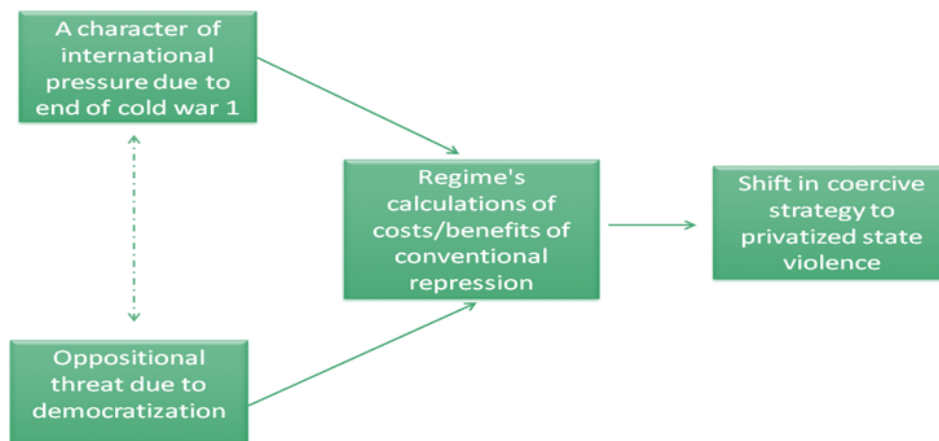 A character of
international
pressure due to
end of cold war 1
Regime's
calculations of
costs/benefits of
conventional
repression
Shift in coercive
strategy to
privatized state
violence
Oppositional
threat due to
democratization